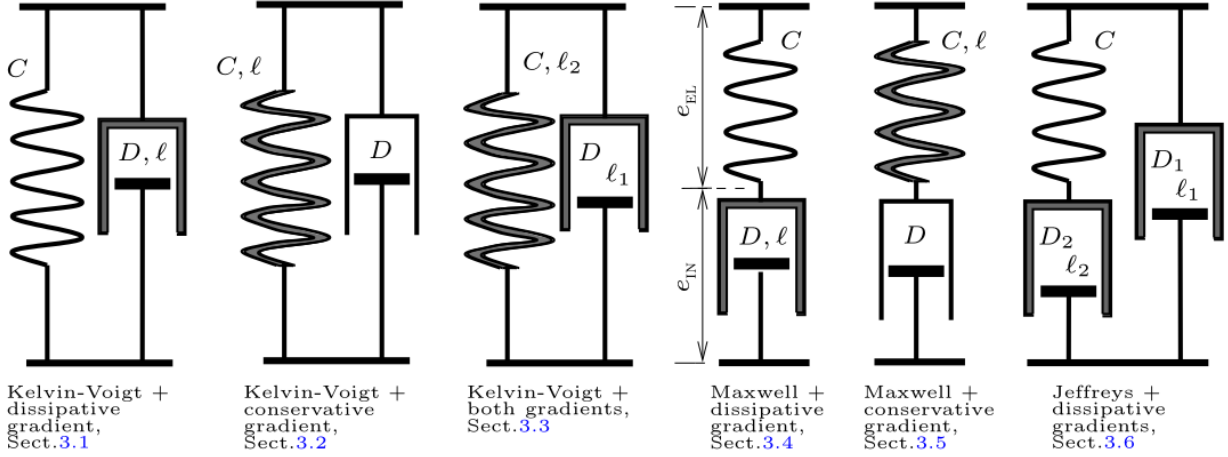 C
D, ℓ
Kelvin-Voigt +
dissipative
gradient,
Sect.3.1
C, ℓ
D
Kelvin-Voigt +
conservative
gradient,
Sect.3.2
C, ℓ₂
D
ℓ₁
Kelvin-Voigt +
both gradients,
Sect.3.3
e_EL
e_IN
C
D, ℓ
Maxwell +
dissipative
gradient,
Sect.3.4
C, ℓ
D
Maxwell +
conservative
gradient,
Sect.3.5
C
D₁
ℓ₁
D₂
ℓ₂
Jeffreys +
dissipative
gradients,
Sect.3.6